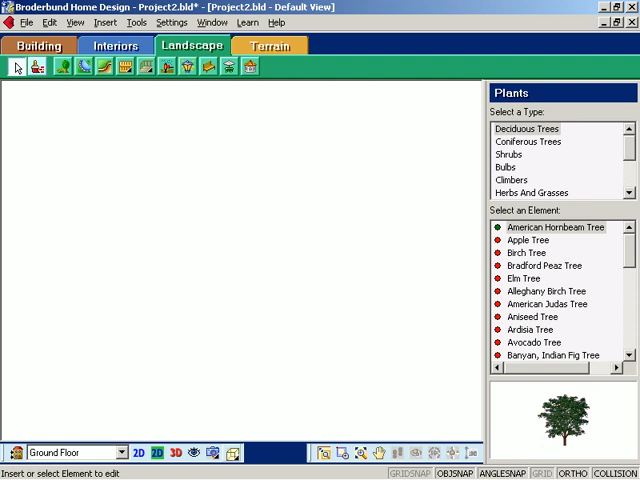 Broderbund Home Design - Project2.bld* - [Project2.bld - Default View]
File Edit View Insert Tools Settings Window Learn Help
Building Interiors Landscape Terrain
Plants
Select a Type:
Deciduous Trees
Coniferous Trees
Shrubs
Bulbs
Climbers
Herbs And Grasses
Select an Element:
American Hornbeam Tree
Apple Tree
Birch Tree
Bradford Peaz Tree
Elm Tree
Alleghany Birch Tree
American Judas Tree
Aniseed Tree
Ardisia Tree
Avocado Tree
Banyan, Indian Fig Tree
Ground Floor 2D 2D 3D
Insert or select Element to edit GRIDSNAP OBJSNAP ANGLESNAP GRID ORTHO COLLISION